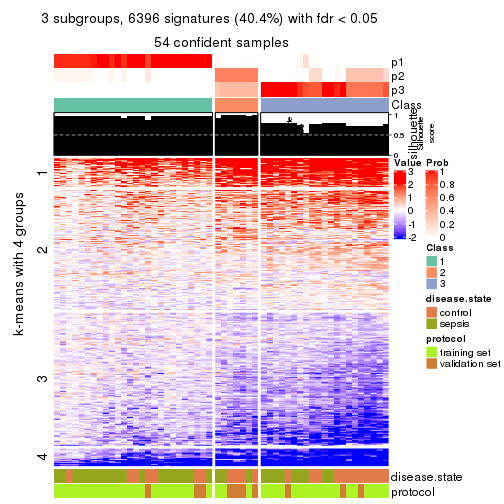 3 subgroups, 6396 signatures (40.4%) with fdr < 0.05
54 confident samples
p1
p2
p3
Class
1
0.5
0
silhouette
score
k-means with 4 groups
1
2
3
4
Value
3
2
1
0
-1
-2
Prob
1
0.8
0.6
0.4
0.2
0
Class
1
2
3
disease.state
control
sepsis
protocol
training set
validation set
disease.state
protocol